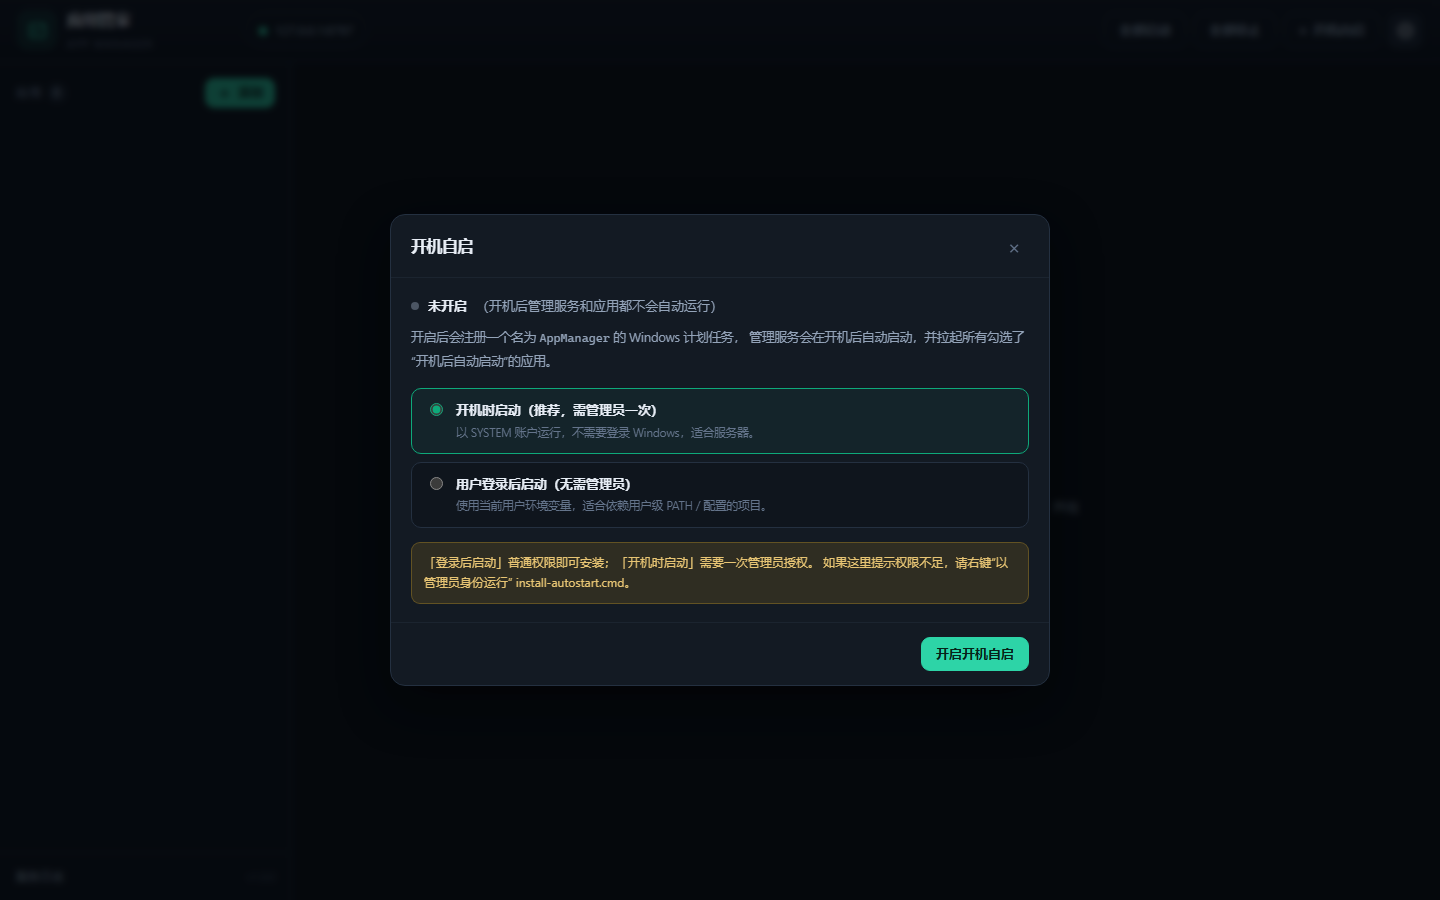 开机自启
×
未开启 （开机后管理服务和应用都不会自动运行）
开启后会注册一个名为 AppManager 的 Windows 计划任务， 管理服务会在开机后自动启动，并拉起所有勾选了
“开机后自动启动”的应用。
开机时启动（推荐，需管理员一次）
以 SYSTEM 账户运行，不需要登录 Windows，适合服务器。
用户登录后启动（无需管理员）
使用当前用户环境变量，适合依赖用户级 PATH / 配置的项目。
「登录后启动」普通权限即可安装；「开机时启动」需要一次管理员授权。 如果这里提示权限不足，请右键“以
管理员身份运行” install-autostart.cmd。
开启开机自启